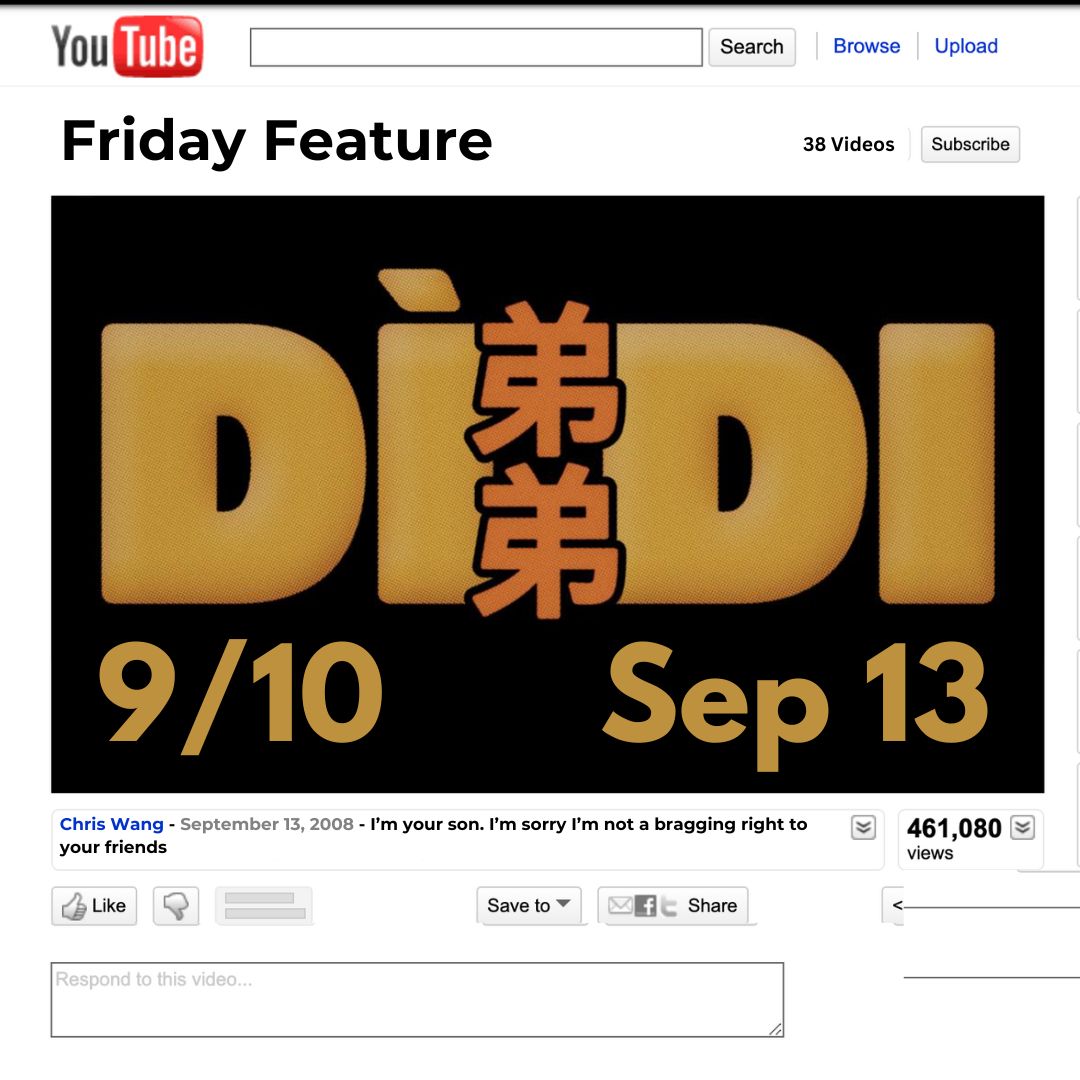 YouTube
Search
Browse
Upload
Friday Feature
38 Videos
Subscribe
DÌDI
弟弟
9/10
Sep 13
Chris Wang - September 13, 2008 - I’m your son. I’m sorry I’m not a bragging right to
your friends
461,080
views
Like
Save to
Share
<
Respond to this video...